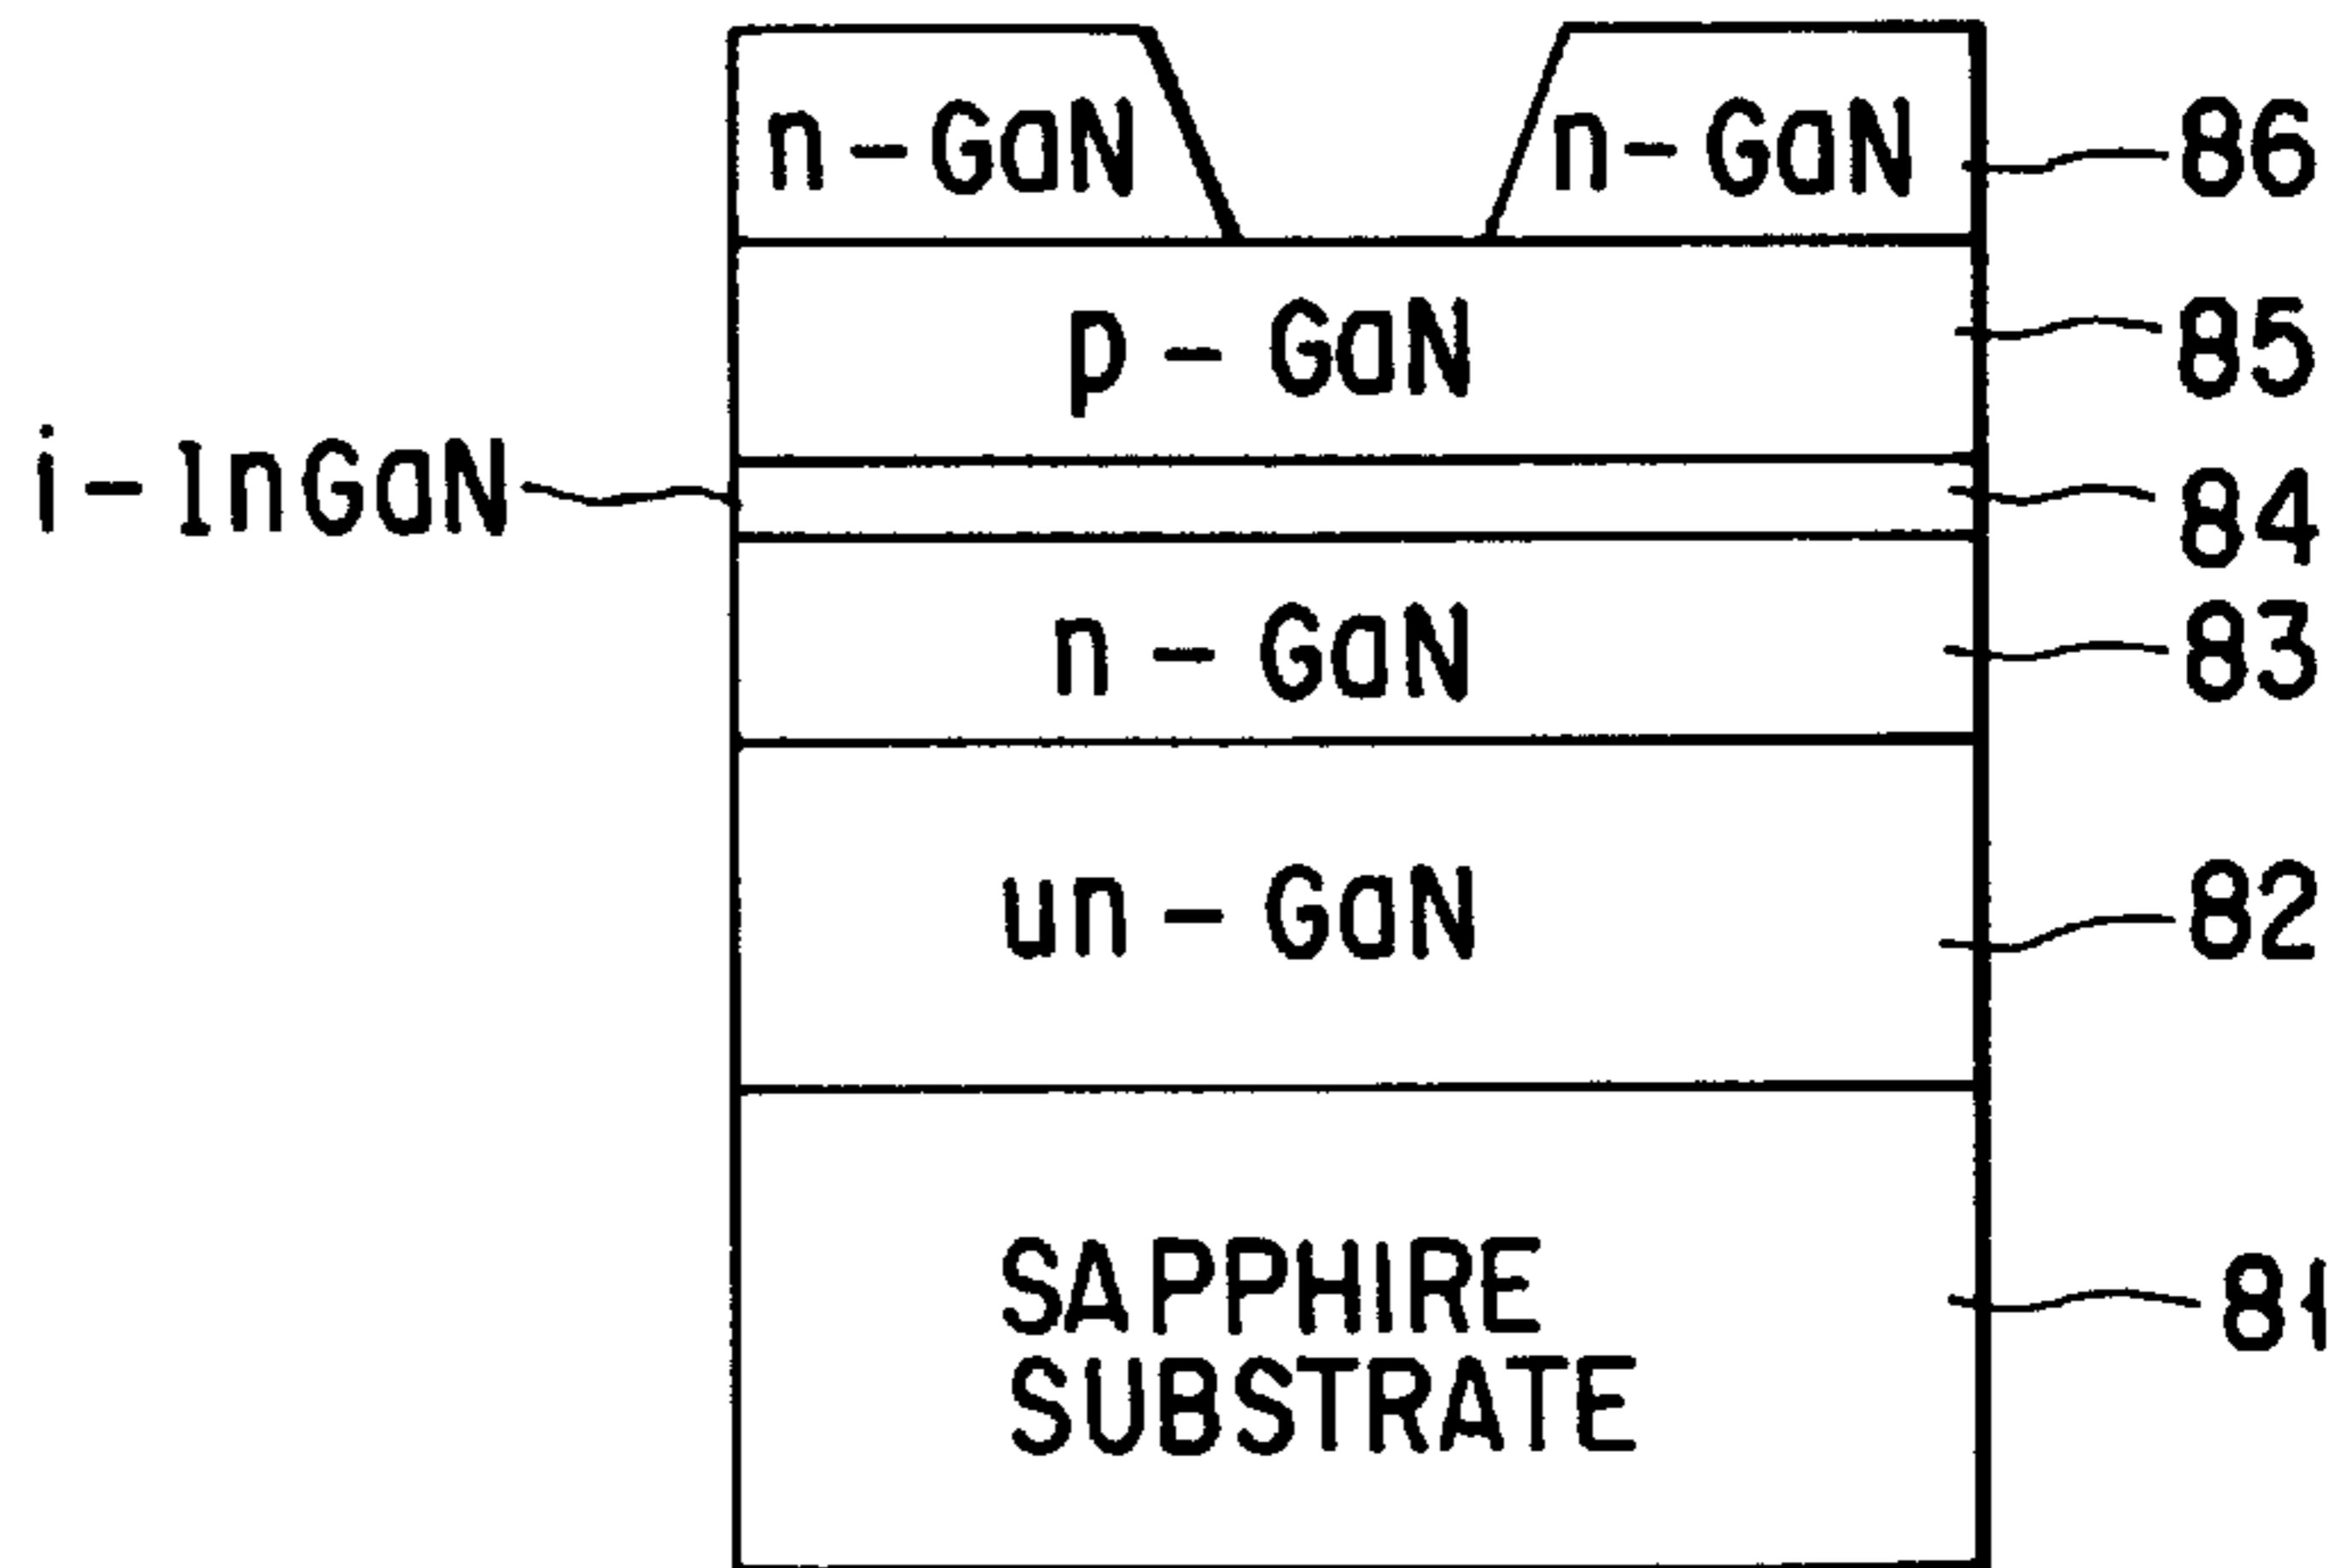 n-GaN n-GaN 86
p-GaN 85
i-InGaN 84
n-GaN 83
un-GaN 82
SAPPHIRE 81
SUBSTRATE